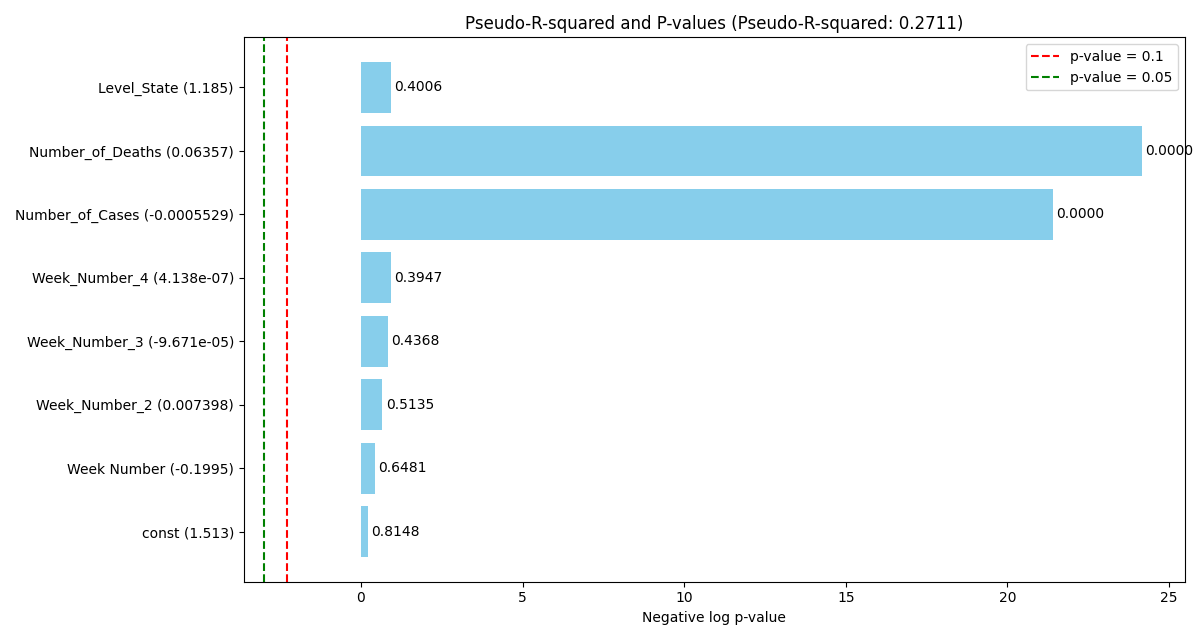 Pseudo-R-squared and P-values (Pseudo-R-squared: 0.2711)
p-value = 0.1
p-value = 0.05
Level_State (1.185)
0.4006
Number_of_Deaths (0.06357)
0.0000
Number_of_Cases (-0.0005529)
0.0000
Week_Number_4 (4.138e-07)
0.3947
Week_Number_3 (-9.671e-05)
0.4368
Week_Number_2 (0.007398)
0.5135
Week Number (-0.1995)
0.6481
const (1.513)
0.8148
0 5 10 15 20 25
Negative log p-value